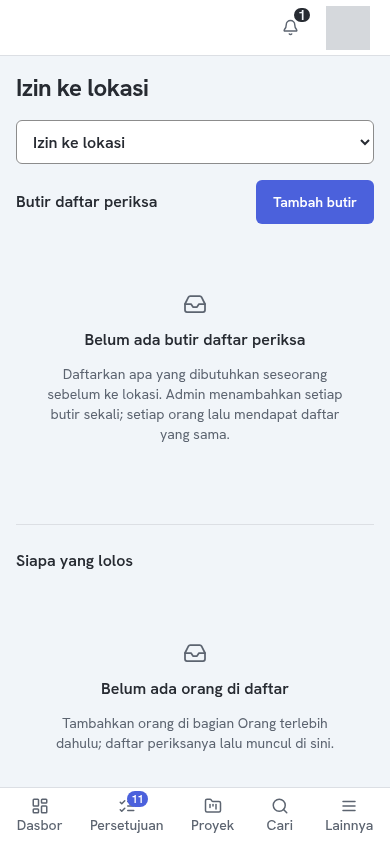 1
Izin ke lokasi
Izin ke lokasi
Butir daftar periksa
Tambah butir
Belum ada butir daftar periksa
Daftarkan apa yang dibutuhkan seseorang
sebelum ke lokasi. Admin menambahkan setiap
butir sekali; setiap orang lalu mendapat daftar
yang sama.
Siapa yang lolos
Belum ada orang di daftar
Tambahkan orang di bagian Orang terlebih
dahulu; daftar periksanya lalu muncul di sini.
11
Dasbor
Persetujuan
Proyek
Cari
Lainnya